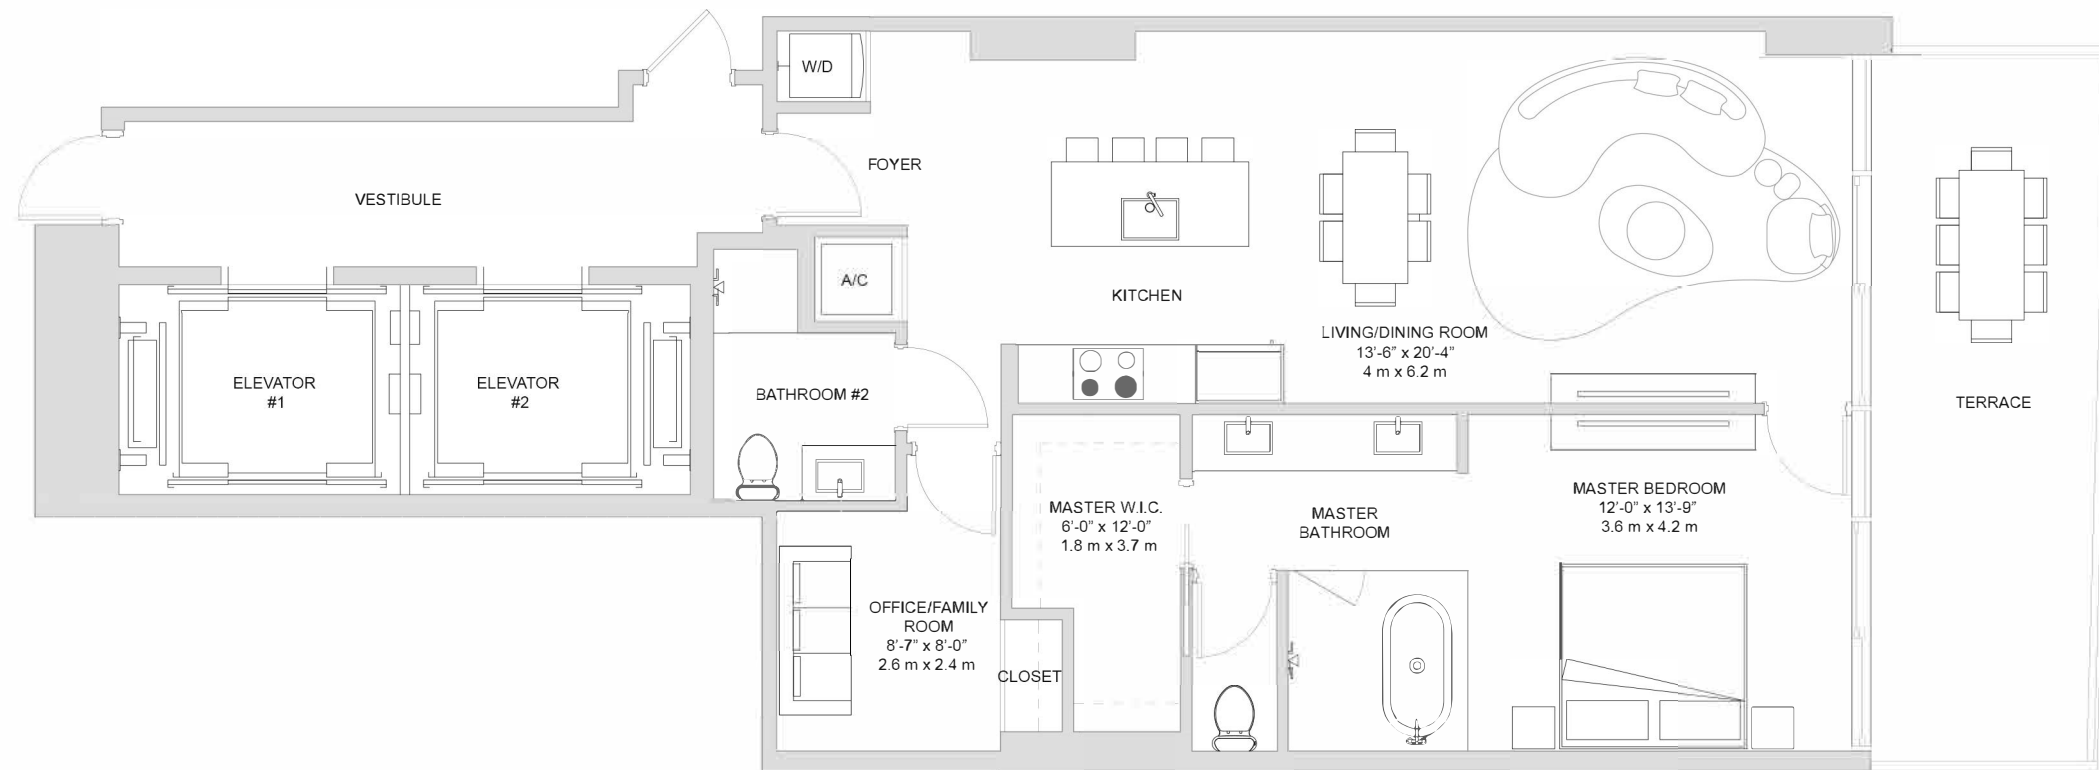 W/D
FOYER
VESTIBULE
A/C
KITCHEN
LIVING/DINING ROOM
13'-6” x 20'-4”
4 m x 6.2 m
ELEVATOR
#1
ELEVATOR
#2
BATHROOM #2
TERRACE
MASTER W.I.C.
6'-0” x 12'-0”
1.8 m x 3.7 m
MASTER
BATHROOM
MASTER BEDROOM
12'-0” x 13'-9”
3.6 m x 4.2 m
OFFICE/FAMILY
ROOM
8'-7” x 8'-0”
2.6 m x 2.4 m
CLOSET